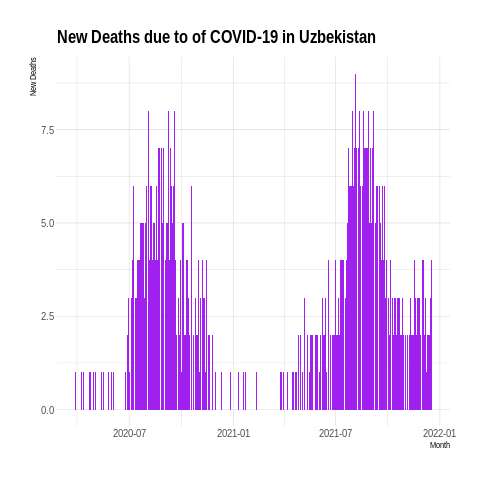 New Deaths due to of COVID-19 in Uzbekistan
New Deaths
7.5
5.0
2.5
0.0
2020-07 2021-01 2021-07 2022-01
Month